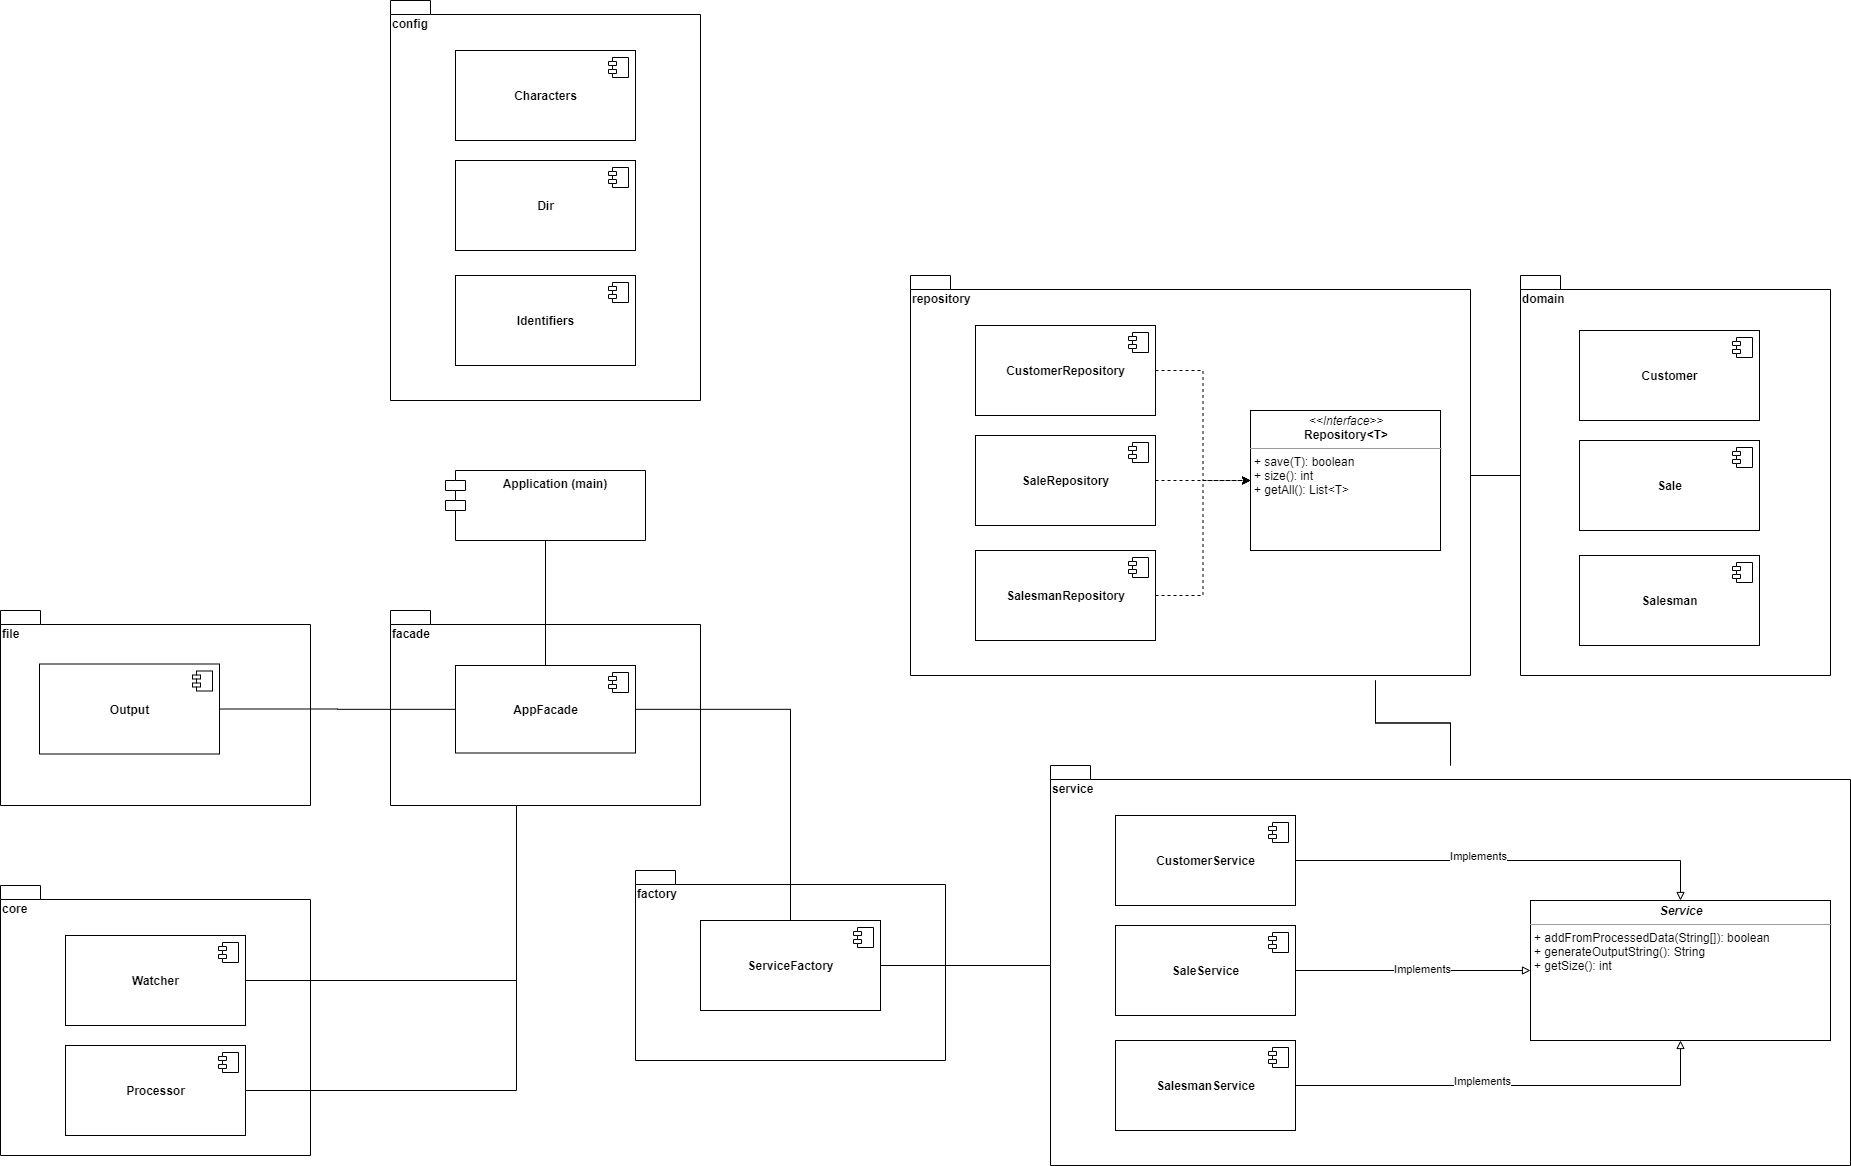 config
Characters
Dir
Identifiers
Application (main)
repository
CustomerRepository
SaleRepository
SalesmanRepository
<<Interface>>
Repository<T>
+ save(T): boolean
+ size(): int
+ getAll(): List<T>
domain
Customer
Sale
Salesman
file
Output
facade
AppFacade
core
Watcher
Processor
factory
ServiceFactory
service
CustomerService
SaleService
SalesmanService
Implements
Implements
Implements
Service
+ addFromProcessedData(String[]): boolean
+ generateOutputString(): String
+ getSize(): int